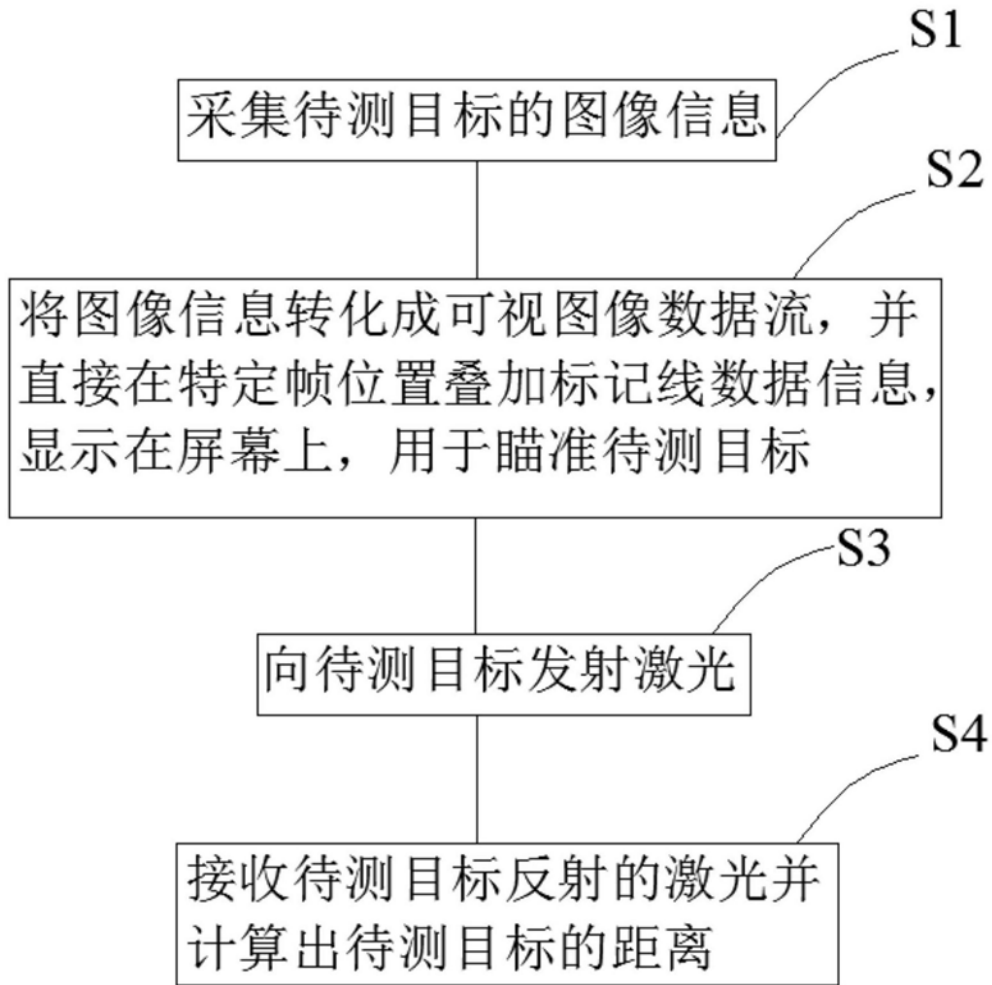 S1
采集待测目标的图像信息
S2
将图像信息转化成可视图像数据流，并
直接在特定帧位置叠加标记线数据信息，
显示在屏幕上，用于瞄准待测目标
S3
向待测目标发射激光
S4
接收待测目标反射的激光并
计算出待测目标的距离